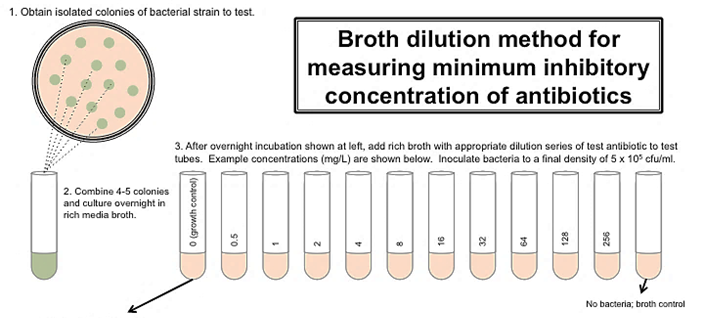 1. Obtain isolated colonies of bacterial strain to test.
Broth dilution method for
measuring minimum inhibitory
concentration of antibiotics
3. After overnight incubation shown at left, add rich broth with appropriate dilution series of test antibiotic to test
tubes. Example concentrations (mg/L) are shown below. Inoculate bacteria to a final density of 5 x 10⁵ cfu/ml.
2. Combine 4-5 colonies
and culture overnight in
rich media broth.
0 (growth control)
0.5
1
2
4
8
16
32
64
128
256
No bacteria; broth control